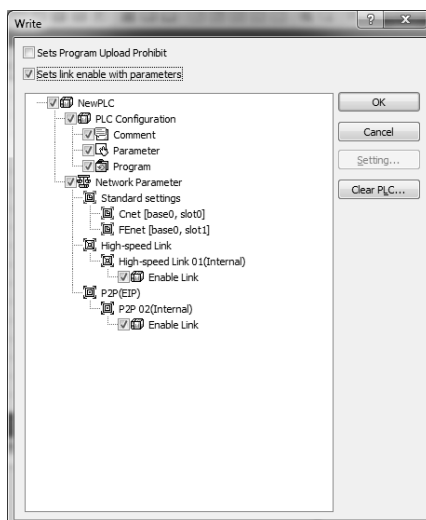 Write
Sets Program Upload Prohibit
Sets link enable with parameters
NewPLC
PLC Configuration
Comment
Parameter
Program
Network Parameter
Standard settings
Cnet [base0, slot0]
FEnet [base0, slot1]
High-speed Link
High-speed Link 01(Internal)
Enable Link
P2P(EIP)
P2P 02(Internal)
Enable Link
OK
Cancel
Setting...
Clear PLC...